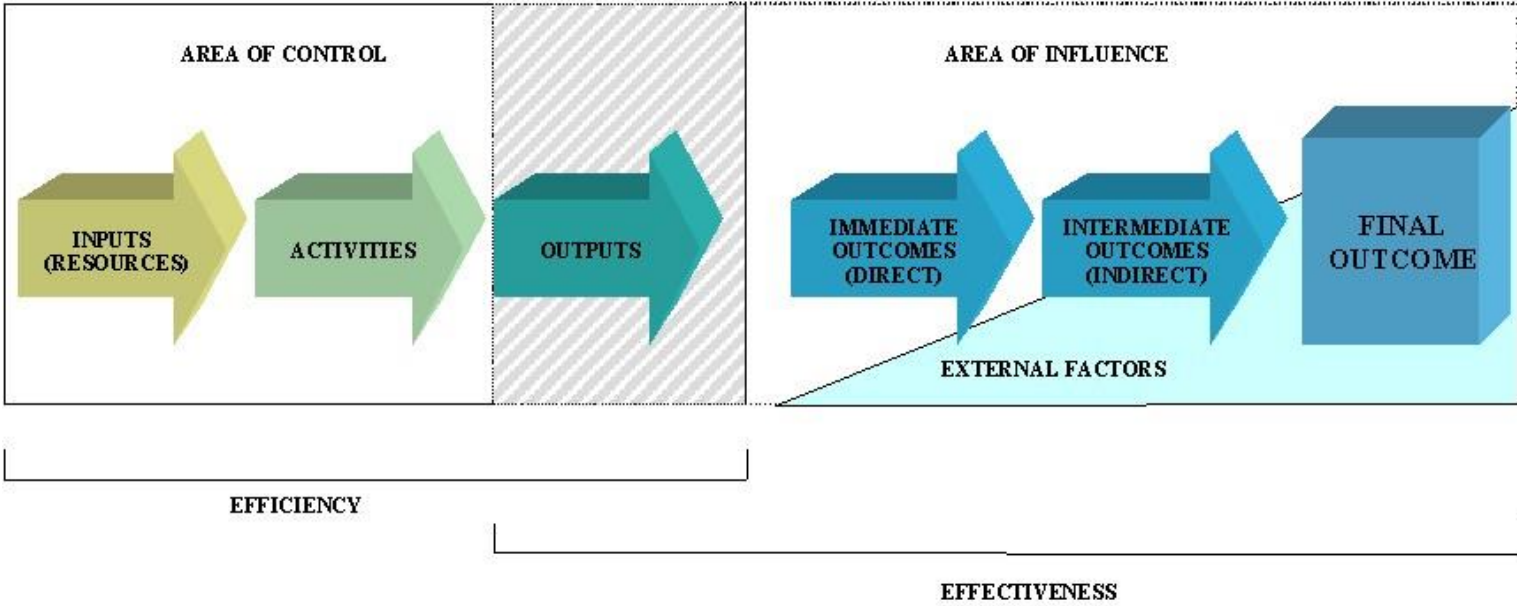 AREA OF CONTROL
AREA OF INFLUENCE
INPUTS
(RESOURCES)
ACTIVITIES
OUTPUTS
IMMEDIATE
OUTCOMES
(DIRECT)
INTERMEDIATE
OUTCOMES
(INDIRECT)
FINAL
OUTCOME
EXTERNAL FACTORS
EFFICIENCY
EFFECTIVENESS